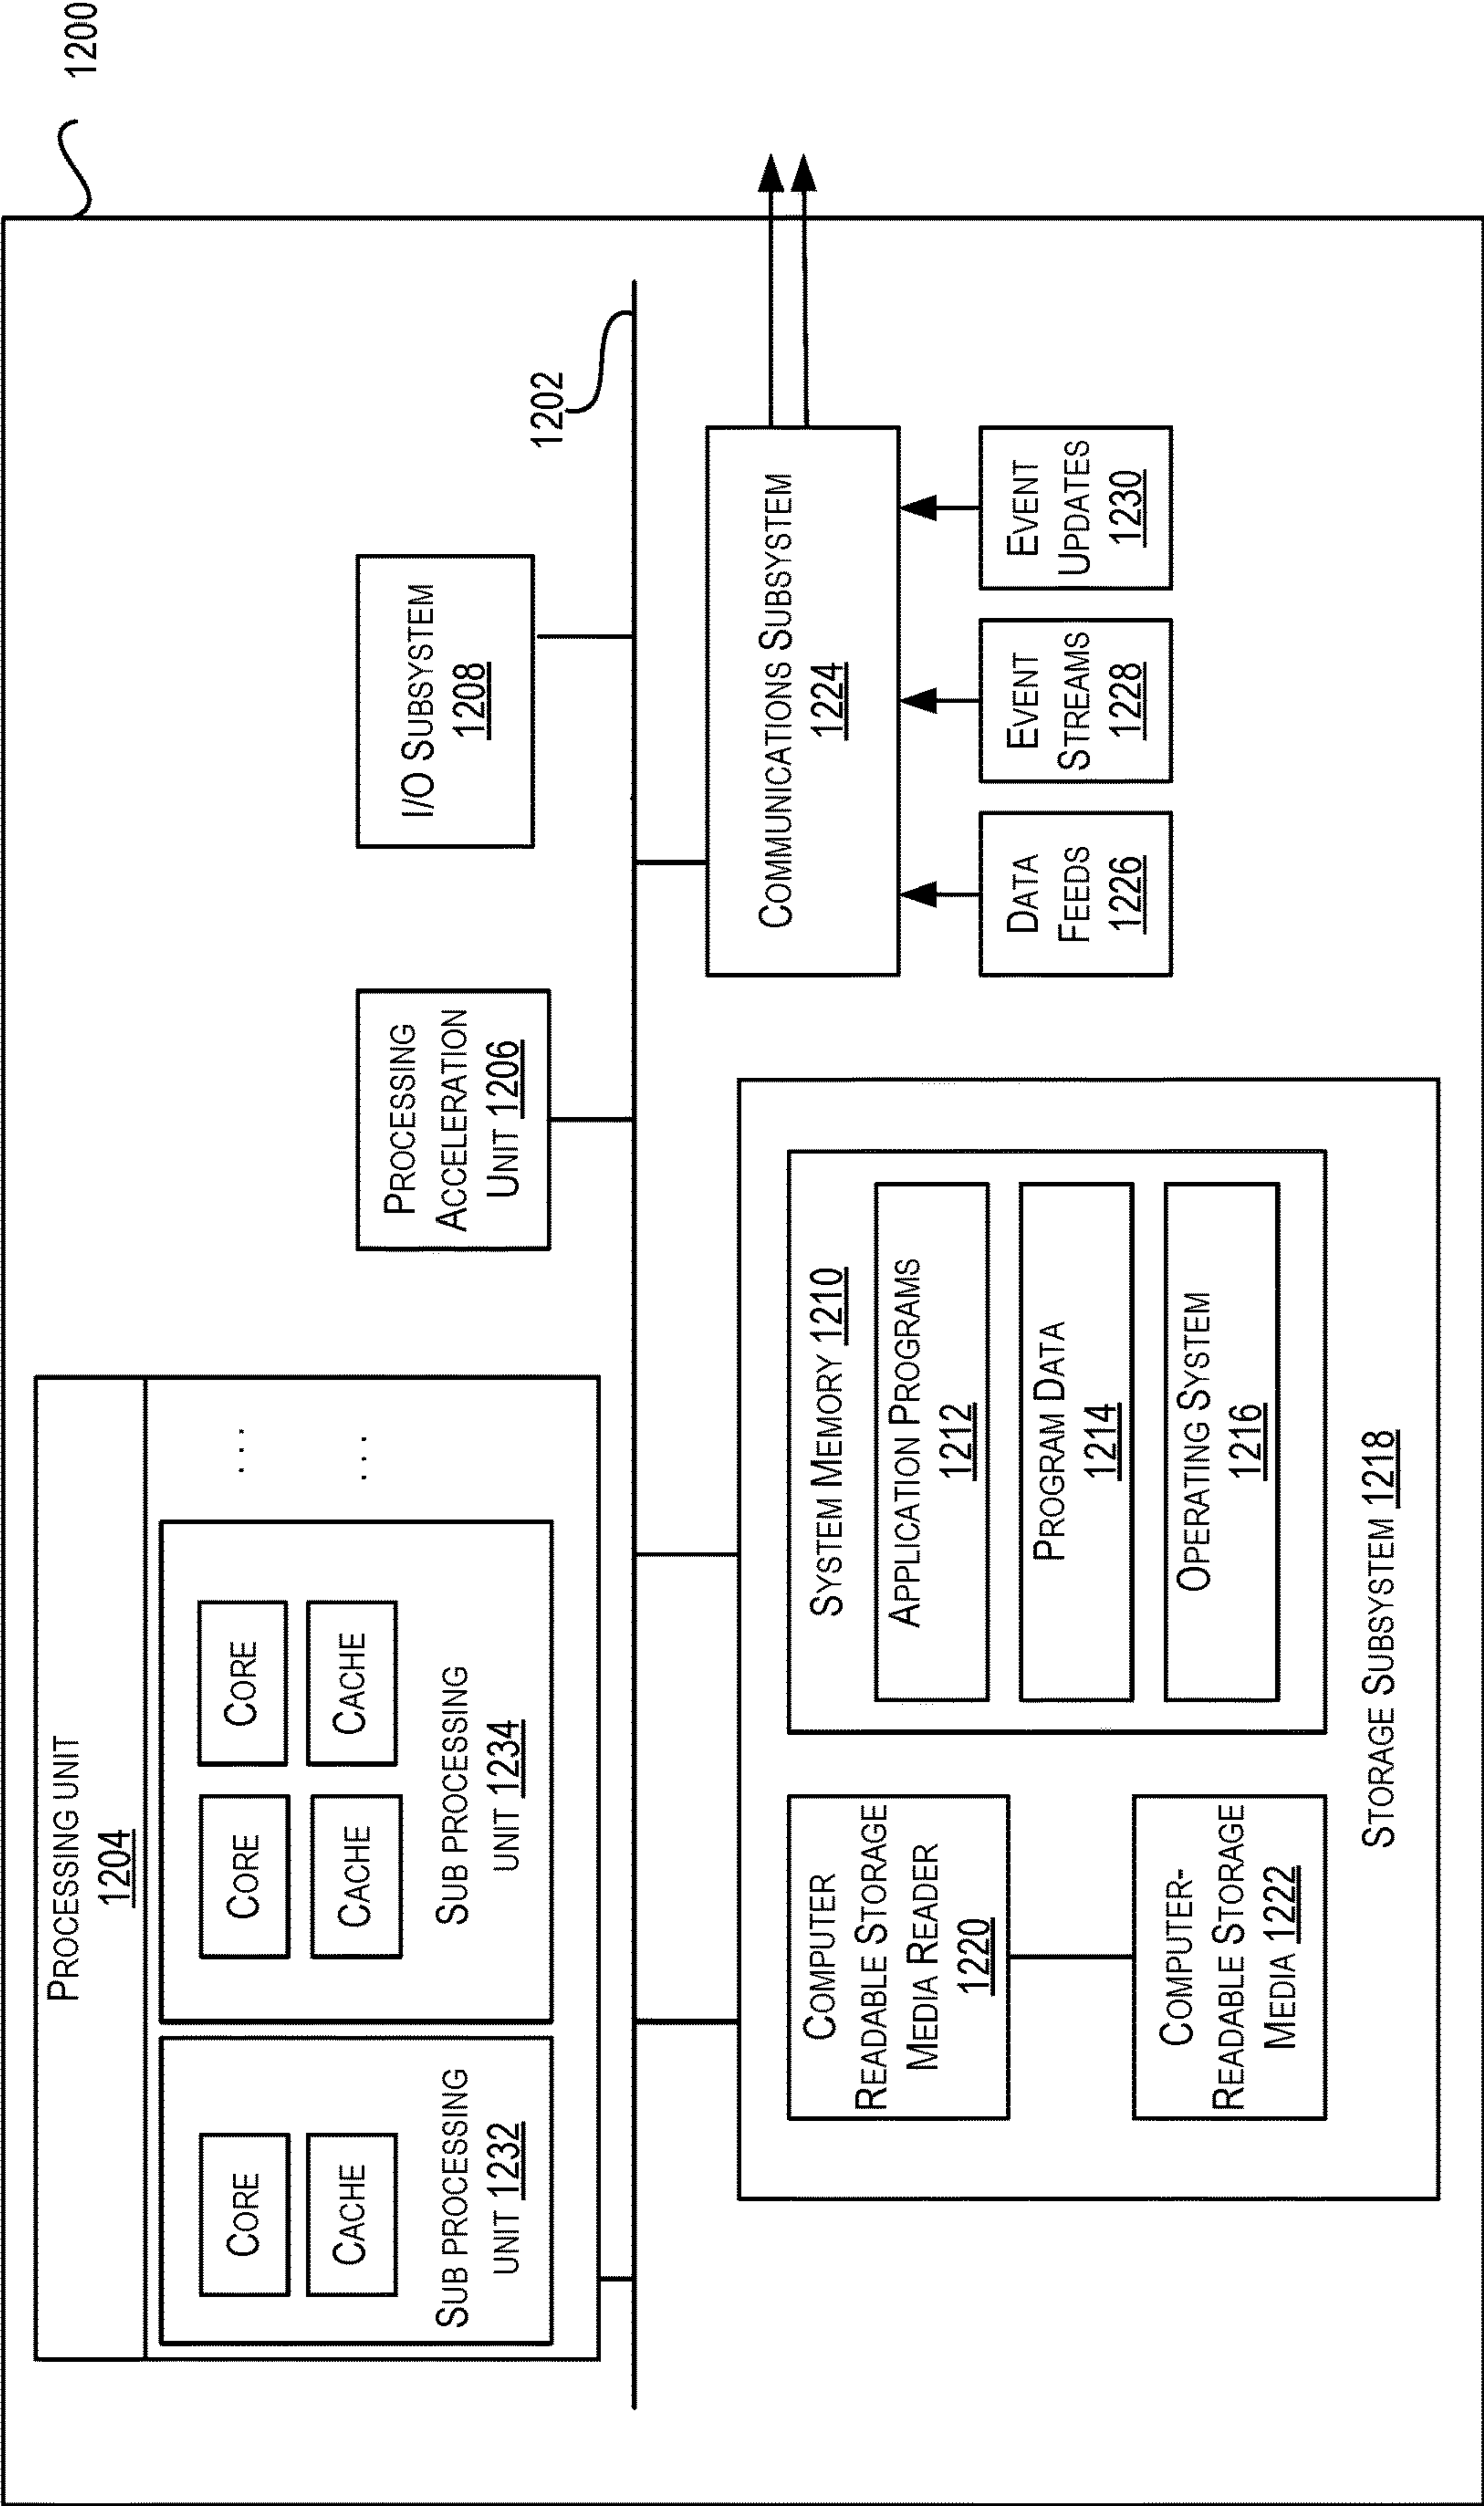 1200
PROCESSING UNIT
1204
CORE
CACHE
SUB PROCESSING
UNIT 1232
CORE
CORE
CACHE
CACHE
SUB PROCESSING
UNIT 1234
...
...
PROCESSING
ACCELERATION
UNIT 1206
I/O SUBSYSTEM
1208
1202
COMPUTER
READABLE STORAGE
MEDIA READER
1220
COMPUTER-
READABLE STORAGE
MEDIA 1222
SYSTEM MEMORY 1210
APPLICATION PROGRAMS
1212
PROGRAM DATA
1214
OPERATING SYSTEM
1216
STORAGE SUBSYSTEM 1218
COMMUNICATIONS SUBSYSTEM
1224
DATA
FEEDS
1226
EVENT
STREAMS
1228
EVENT
UPDATES
1230